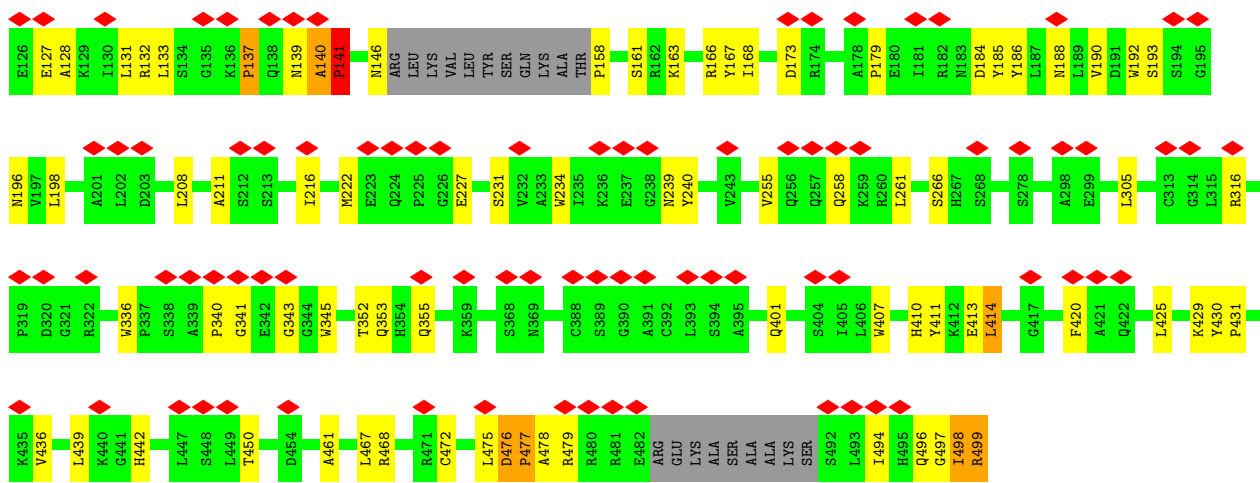 E126 E127 A128 K129 I130 L131 R132 L133 S134 G135 K136 P137 Q138 N139 A140 P141 N146 ARG LEU LYS VAL LEU TYR SER GLN LYS ALA THR P158 S161 R162 K163 R166 Y167 I168 D173 R174 A178 P179 E180 I181 R182 N183 D184 Y185 Y186 L187 N188 L189 V190 D191 W192 S193 S194 G195
N196 V197 L198 A201 L202 D203 L208 A211 S212 S213 I216 M222 E223 Q224 P225 G226 E227 S231 V232 A233 W234 I235 K236 E237 G238 N239 Y240 V243 V255 Q256 Q257 Q258 K259 R260 L261 S266 H267 S268 S278 A298 E299 L305 C313 G314 L315 R316
P319 D320 G321 R322 W336 P337 S338 A339 P340 G341 E342 G343 G344 W345 T352 Q353 H354 Q355 K359 S368 N369 C388 S389 G390 A391 C392 L393 S394 A395 Q401 S404 I405 L406 W407 H410 Y411 K412 E413 L414 G417 F420 A421 Q422 L425 K429 Y430 P431
K435 V436 L439 K440 G441 H442 L447 S448 L449 T450 D454 A461 L467 R468 R471 C472 L475 D476 P477 A478 R479 R480 R481 E482 ARG GLU LYS ALA SER ALA ALA LYS SER S492 L493 I494 H495 Q496 G497 I498 R499